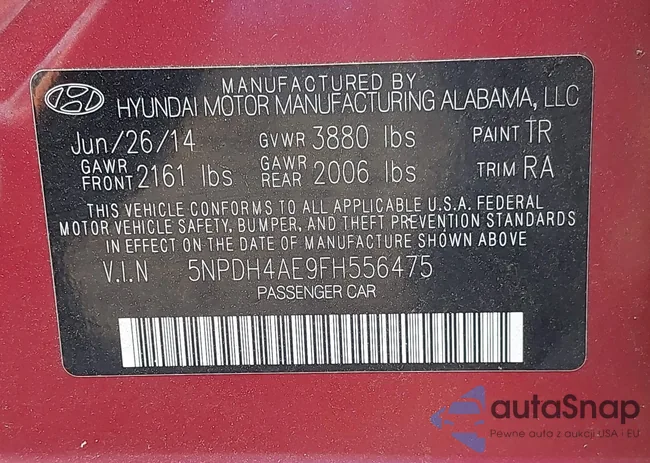 MANUFACTURED BY
HYUNDAI MOTOR MANUFACTURING ALABAMA, LLC
Jun/26/14 GVWR 3880 lbs PAINT TR
GAWR FRONT 2161 lbs GAWR REAR 2006 lbs TRIM RA
THIS VEHICLE CONFORMS TO ALL APPLICABLE U.S.A. FEDERAL
MOTOR VEHICLE SAFETY, BUMPER, AND THEFT PREVENTION STANDARDS
IN EFFECT ON THE DATE OF MANUFACTURE SHOWN ABOVE
V.I.N 5NPDH4AE9FH556475
PASSENGER CAR
autaSnap
Pewne auta z aukcji USA - EU